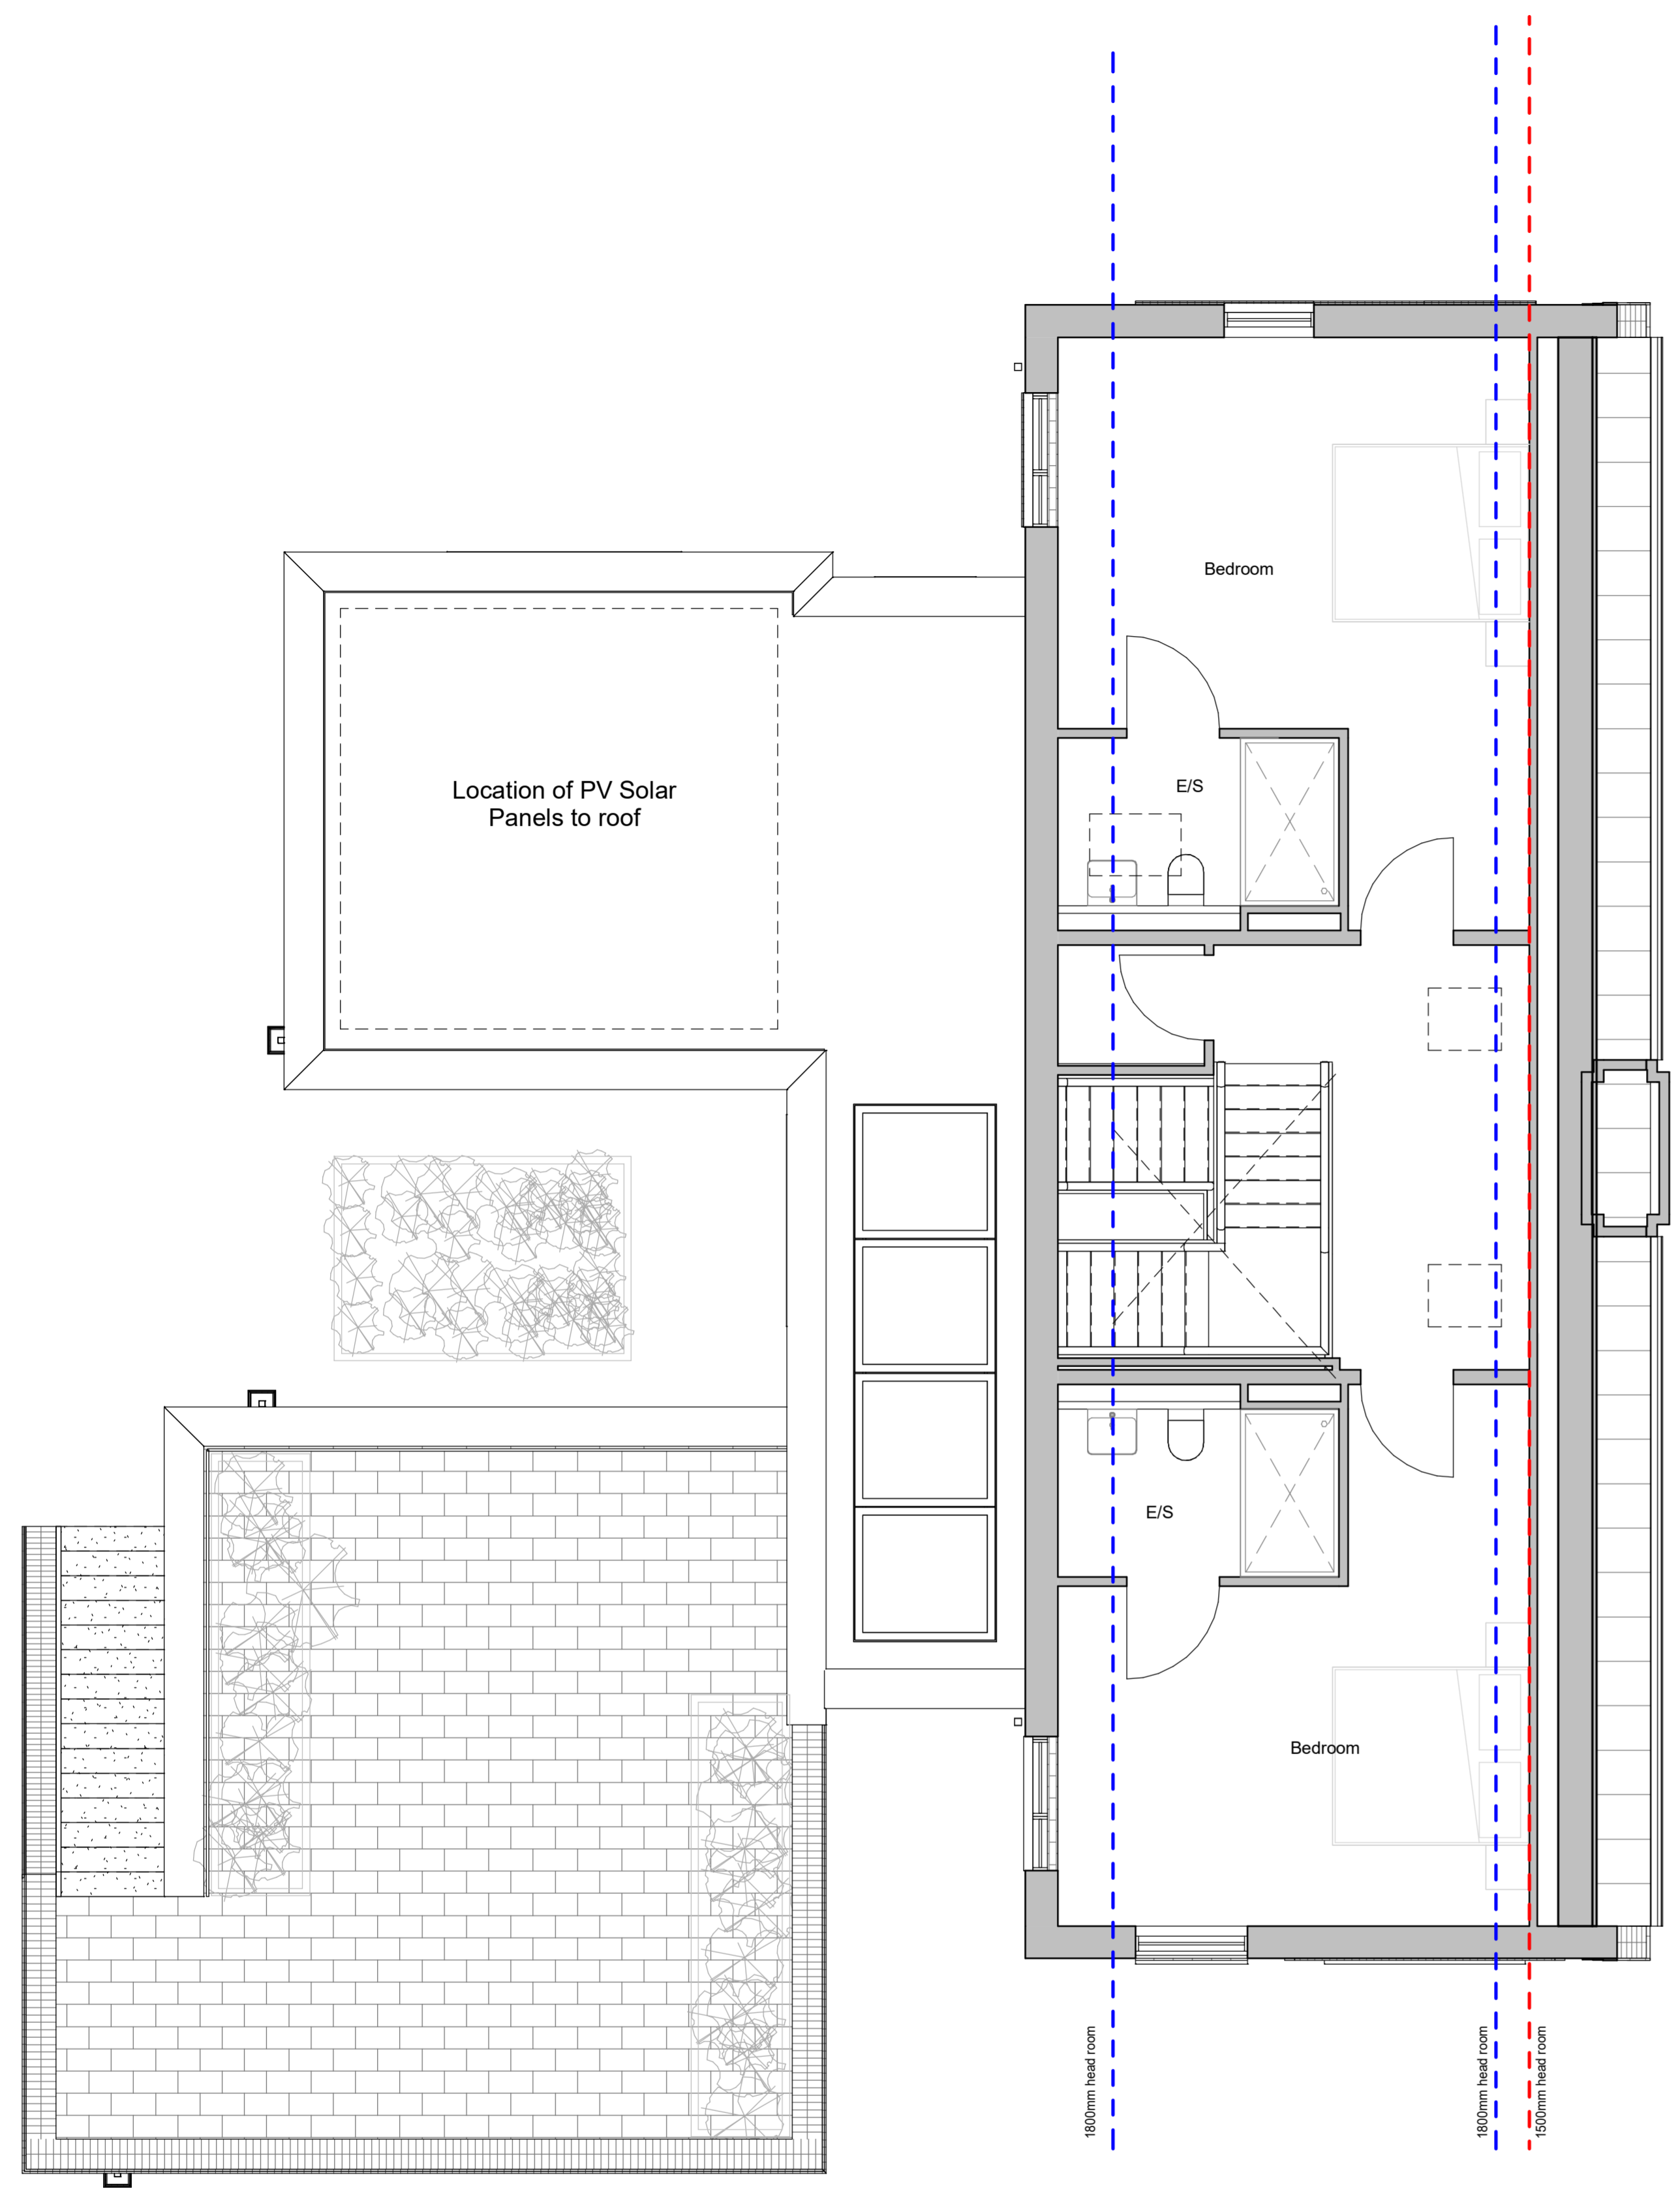 Bedroom
Location of PV Solar
Panels to roof
E/S
E/S
Bedroom
1800mm head room
1800mm head room
1500mm head room